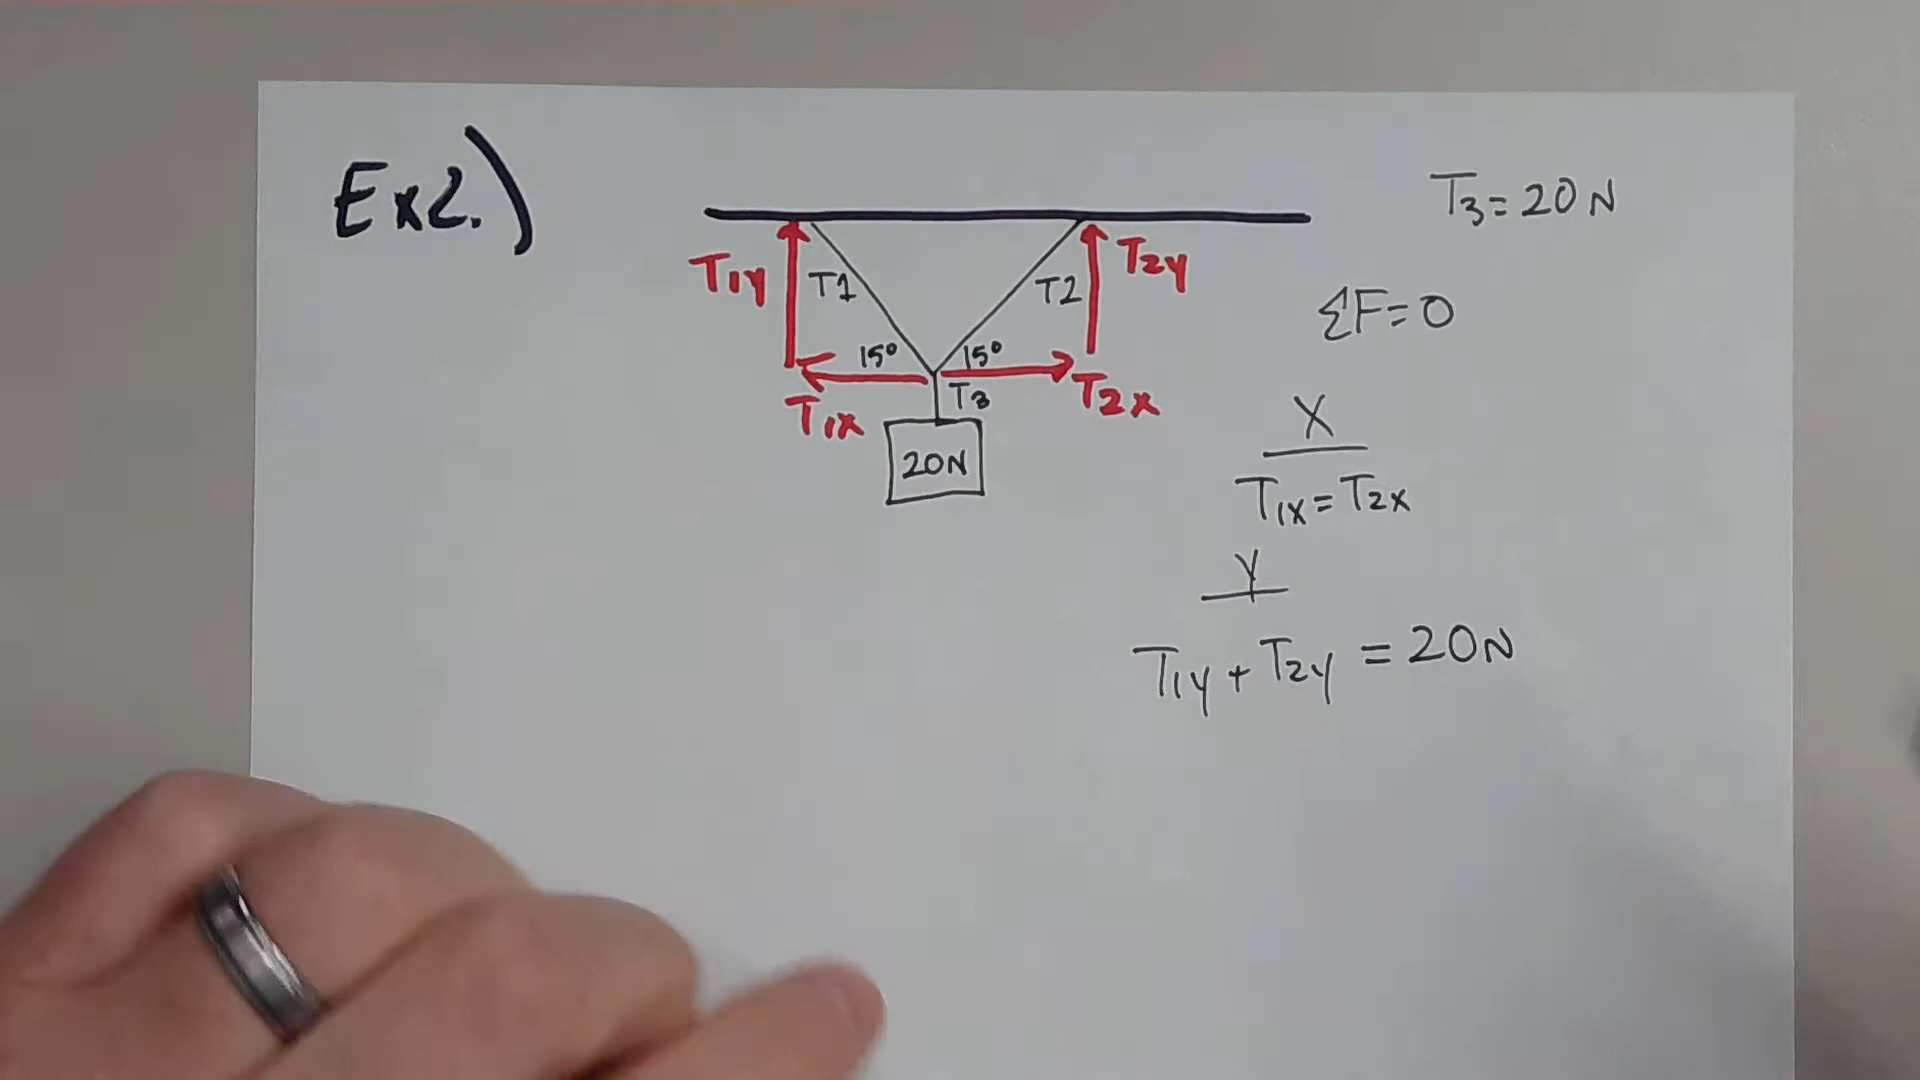 Ex2.)
T3=20N
T1y T1 T2 T2y
ΣF=0
15° 15°
T1x T3 T2x
20N
X
T1x=T2x
Y
T1y+T2y=20N